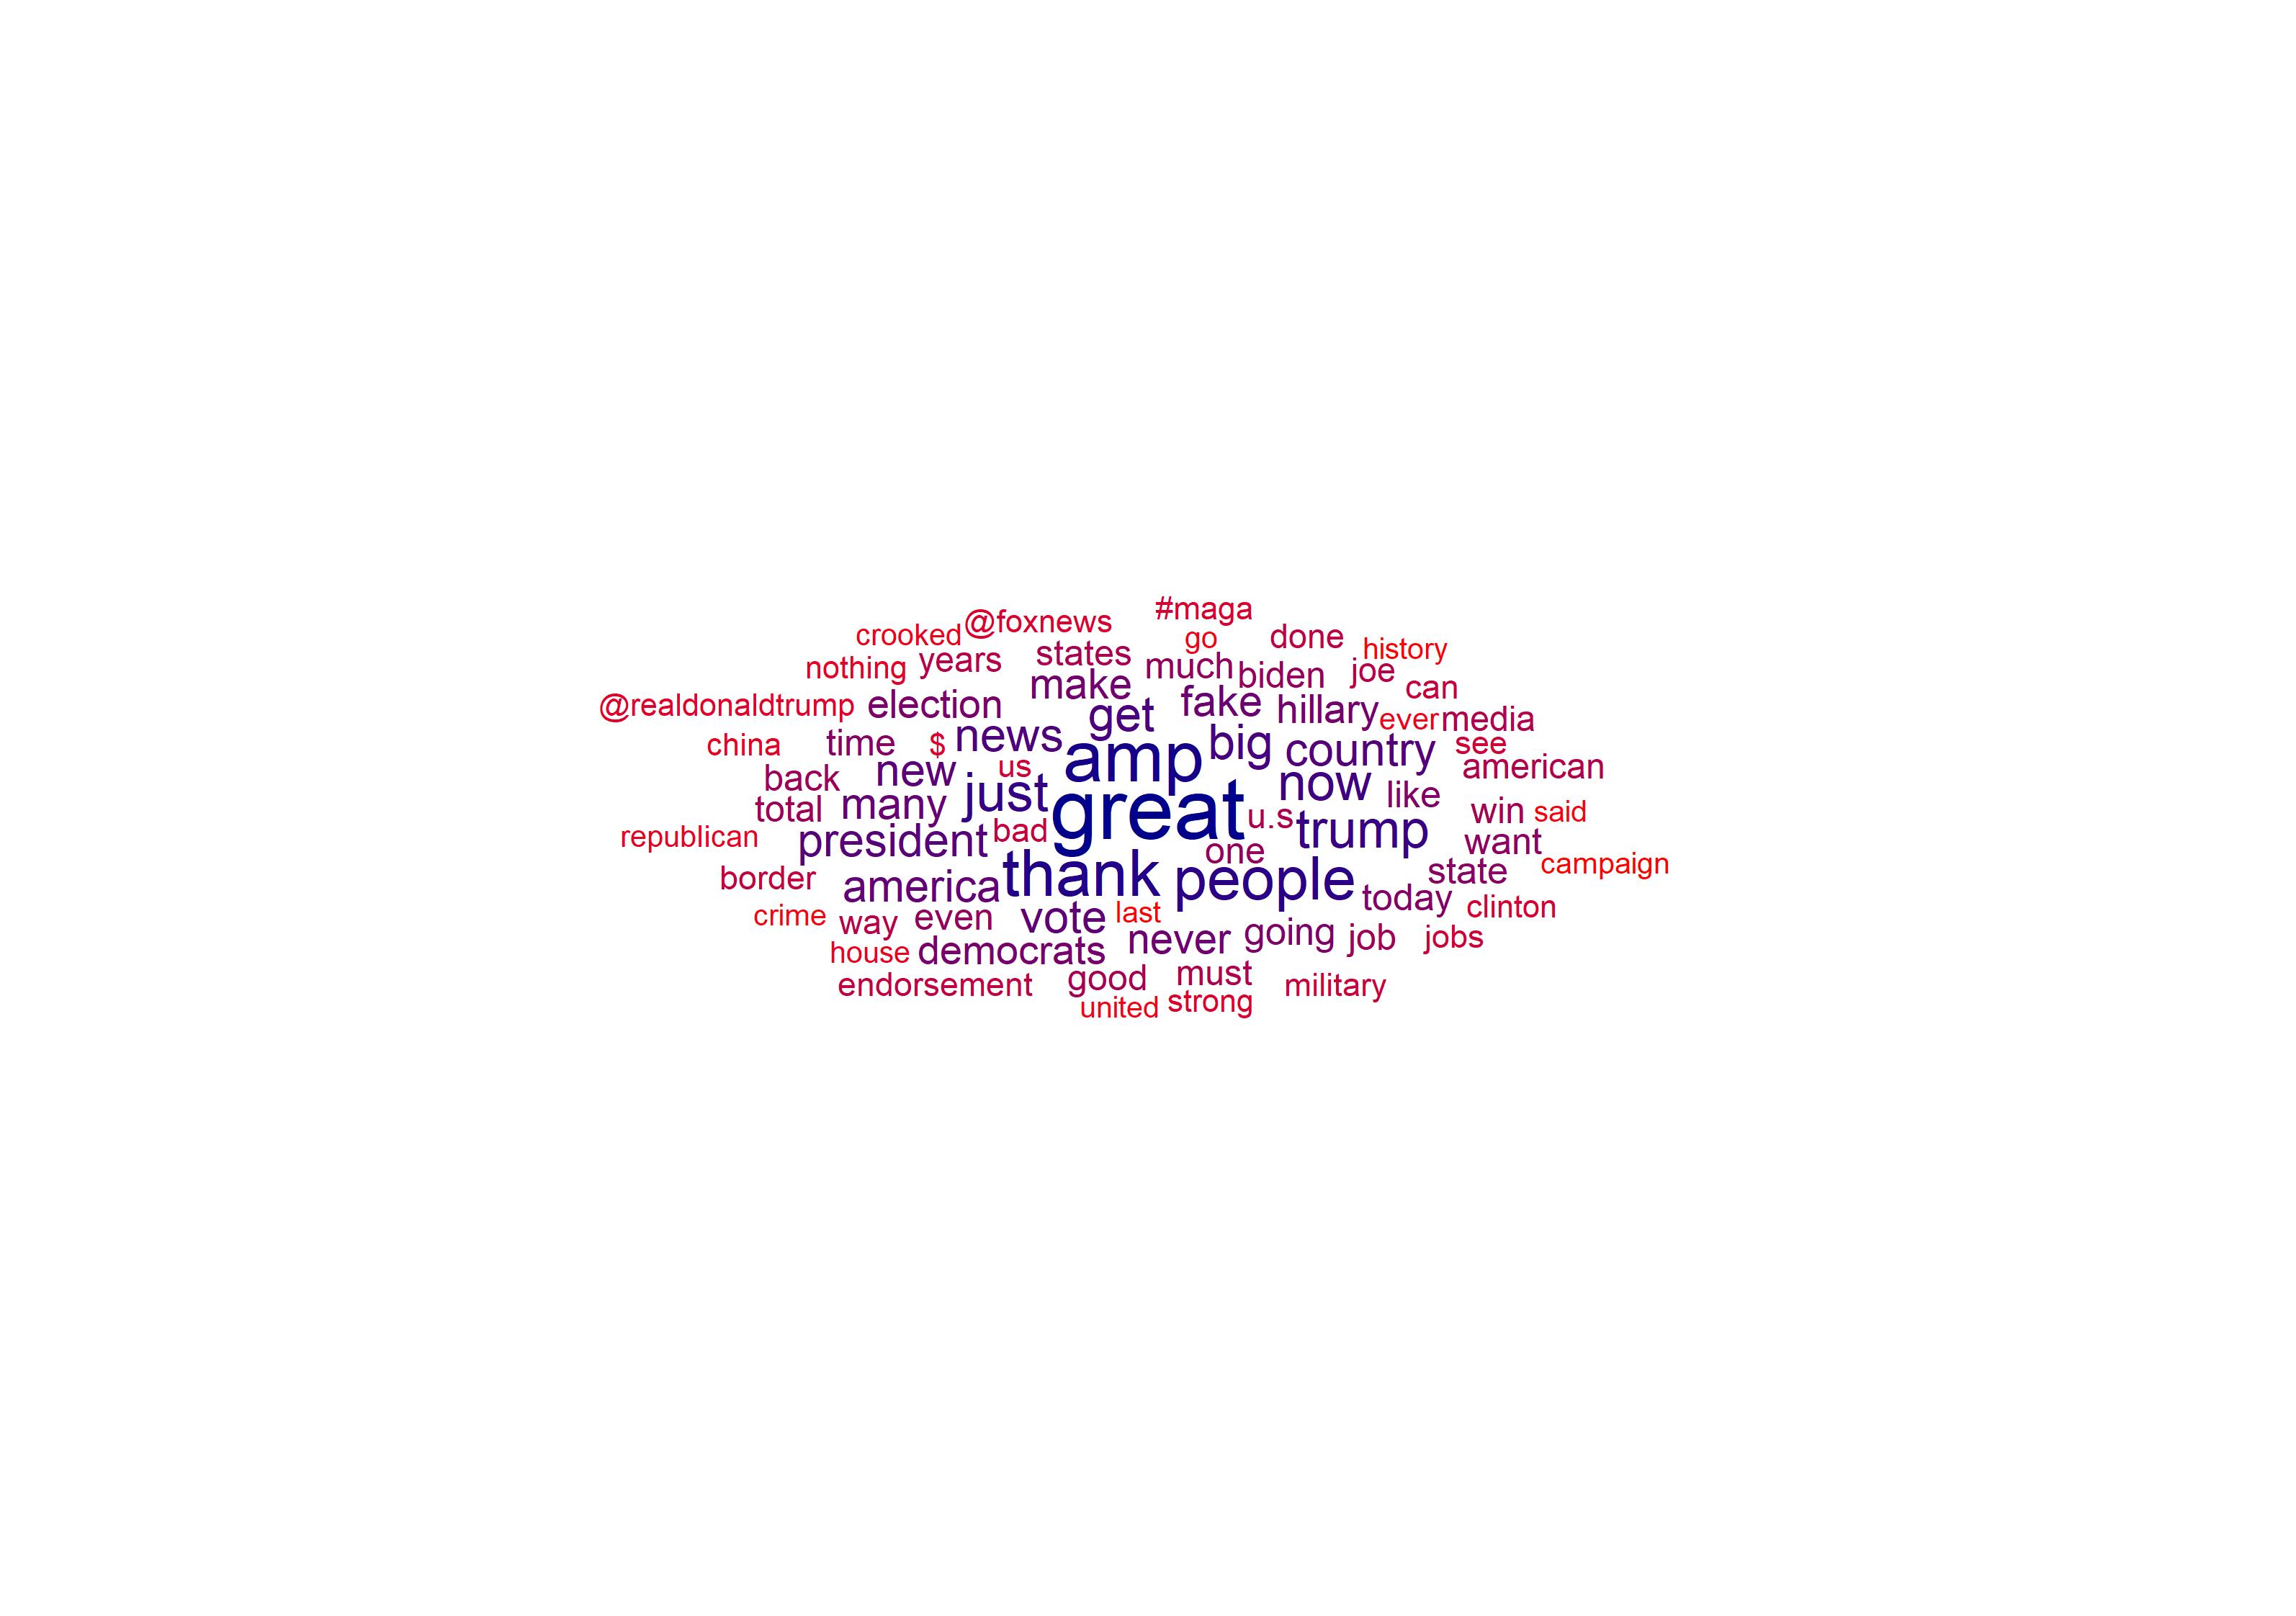 #maga
crooked @foxnews go done history
nothing years states much biden joe can
@realdonaldtrump election make get fake hillary ever media
china time $ news amp big country see
back new us just now like american
total many great u.s trump win said
republican president bad one want campaign
border america thank people state
crime way even vote last today clinton
house democrats never going job jobs
endorsement good must military
united strong